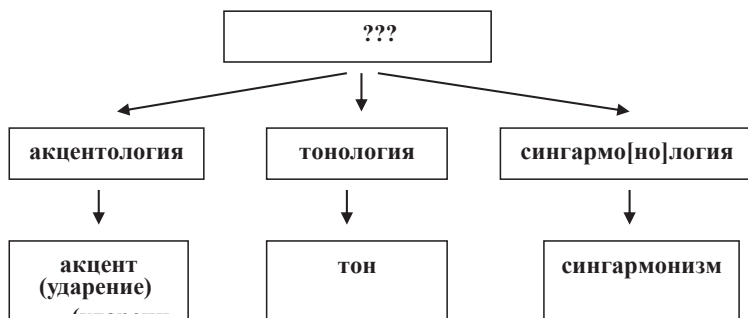 ???
акцентология
тонология
сингармо[но]логия
акцент
(ударение)
тон
сингармонизм